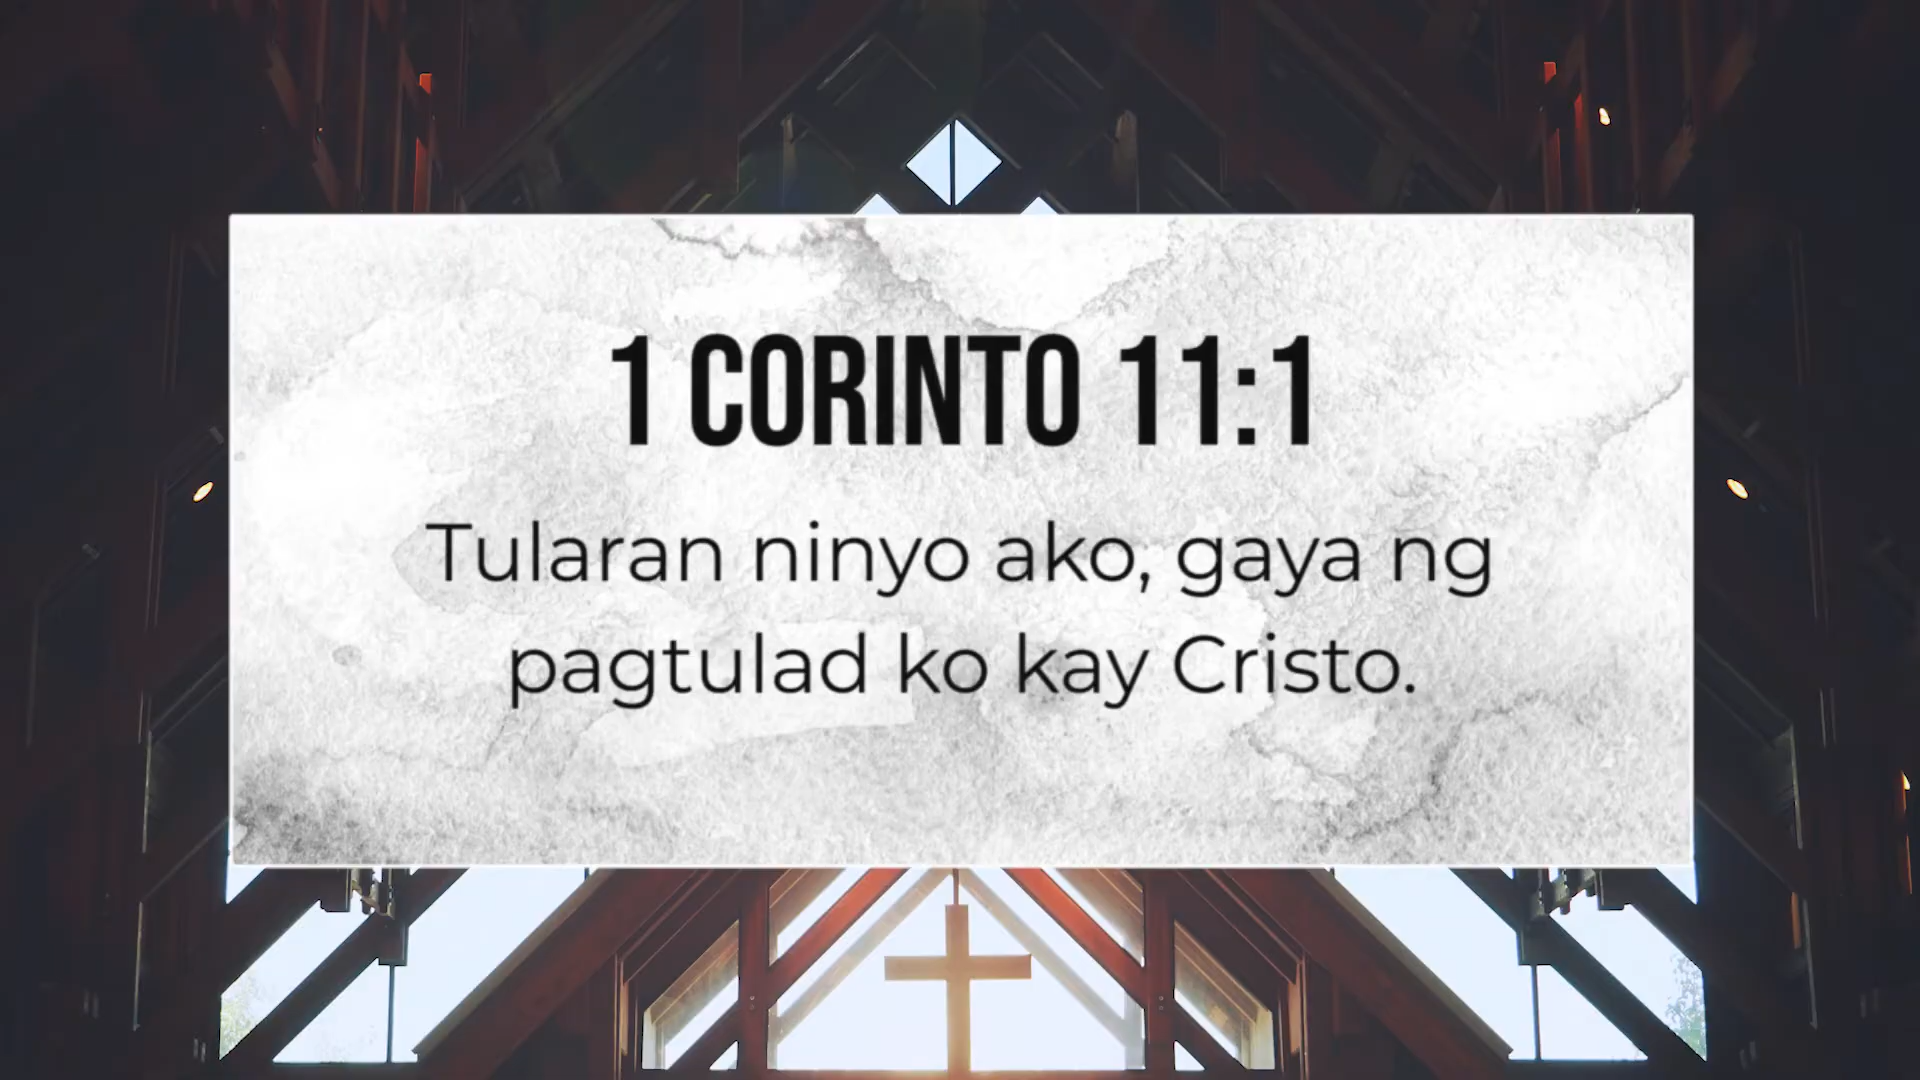 1 CORINTO 11:1
Tularan ninyo ako, gaya ng
pagtulad ko kay Cristo.